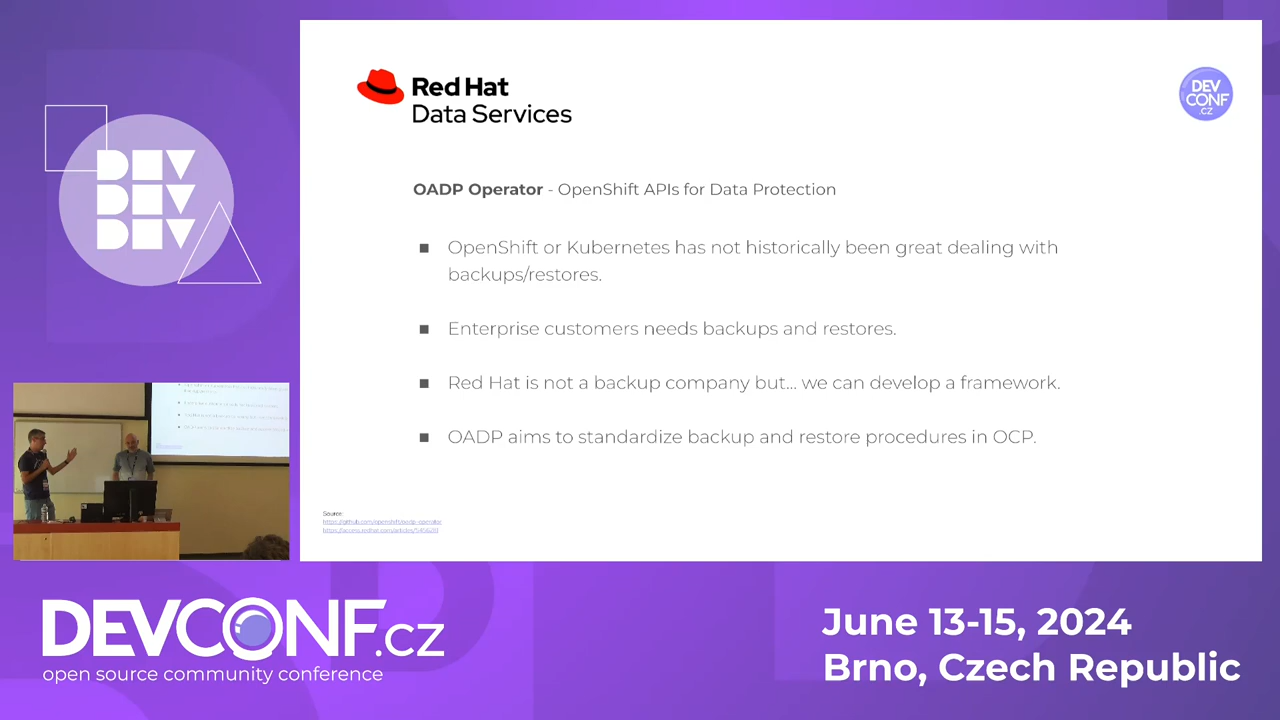 DEV
DEV
DEV
Red Hat
Data Services
DEV
CONF
.CZ
OADP Operator - OpenShift APIs for Data Protection
■ OpenShift or Kubernetes has not historically been great dealing with
backups/restores.
■ Enterprise customers needs backups and restores.
■ Red Hat is not a backup company but... we can develop a framework.
■ OADP aims to standardize backup and restore procedures in OCP.
Source:
https://github.com/openshift/oadp-operator
DEVCONF.cz
open source community conference
June 13-15, 2024
Brno, Czech Republic